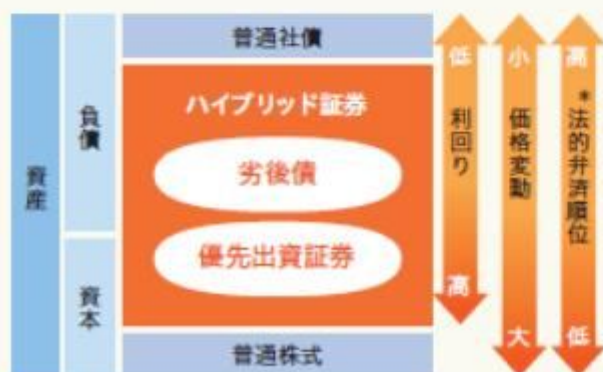 資産
負債
資本
普通社債
ハイブリッド証券
劣後債
優先出資証券
普通株式
低
利回り
高
小
価格変動
大
高
*法的弁済順位
低